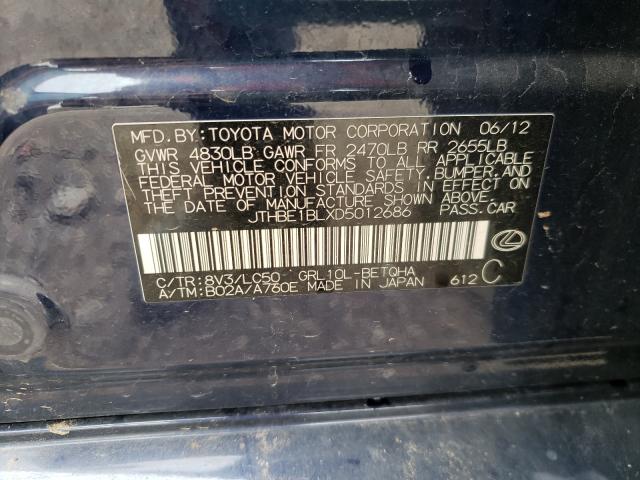 MFD. BY: TOYOTA MOTOR CORPORATION 06/12
GVWR 4830LB GAWR FR 2470LB RR 2655LB
THIS VEHICLE CONFORMS TO ALL APPLICABLE
FEDERAL MOTOR VEHICLE SAFETY, BUMPER, AND
THEFT PREVENTION STANDARDS IN EFFECT ON
THE DATE OF MANUFACTURE SHOWN ABOVE.
JTHBE1BLXD5012686 PASS. CAR
C/TR: 8V3/LC50 GRL10L-BETQHA
A/TM: B02A/A760E MADE IN JAPAN 612 C